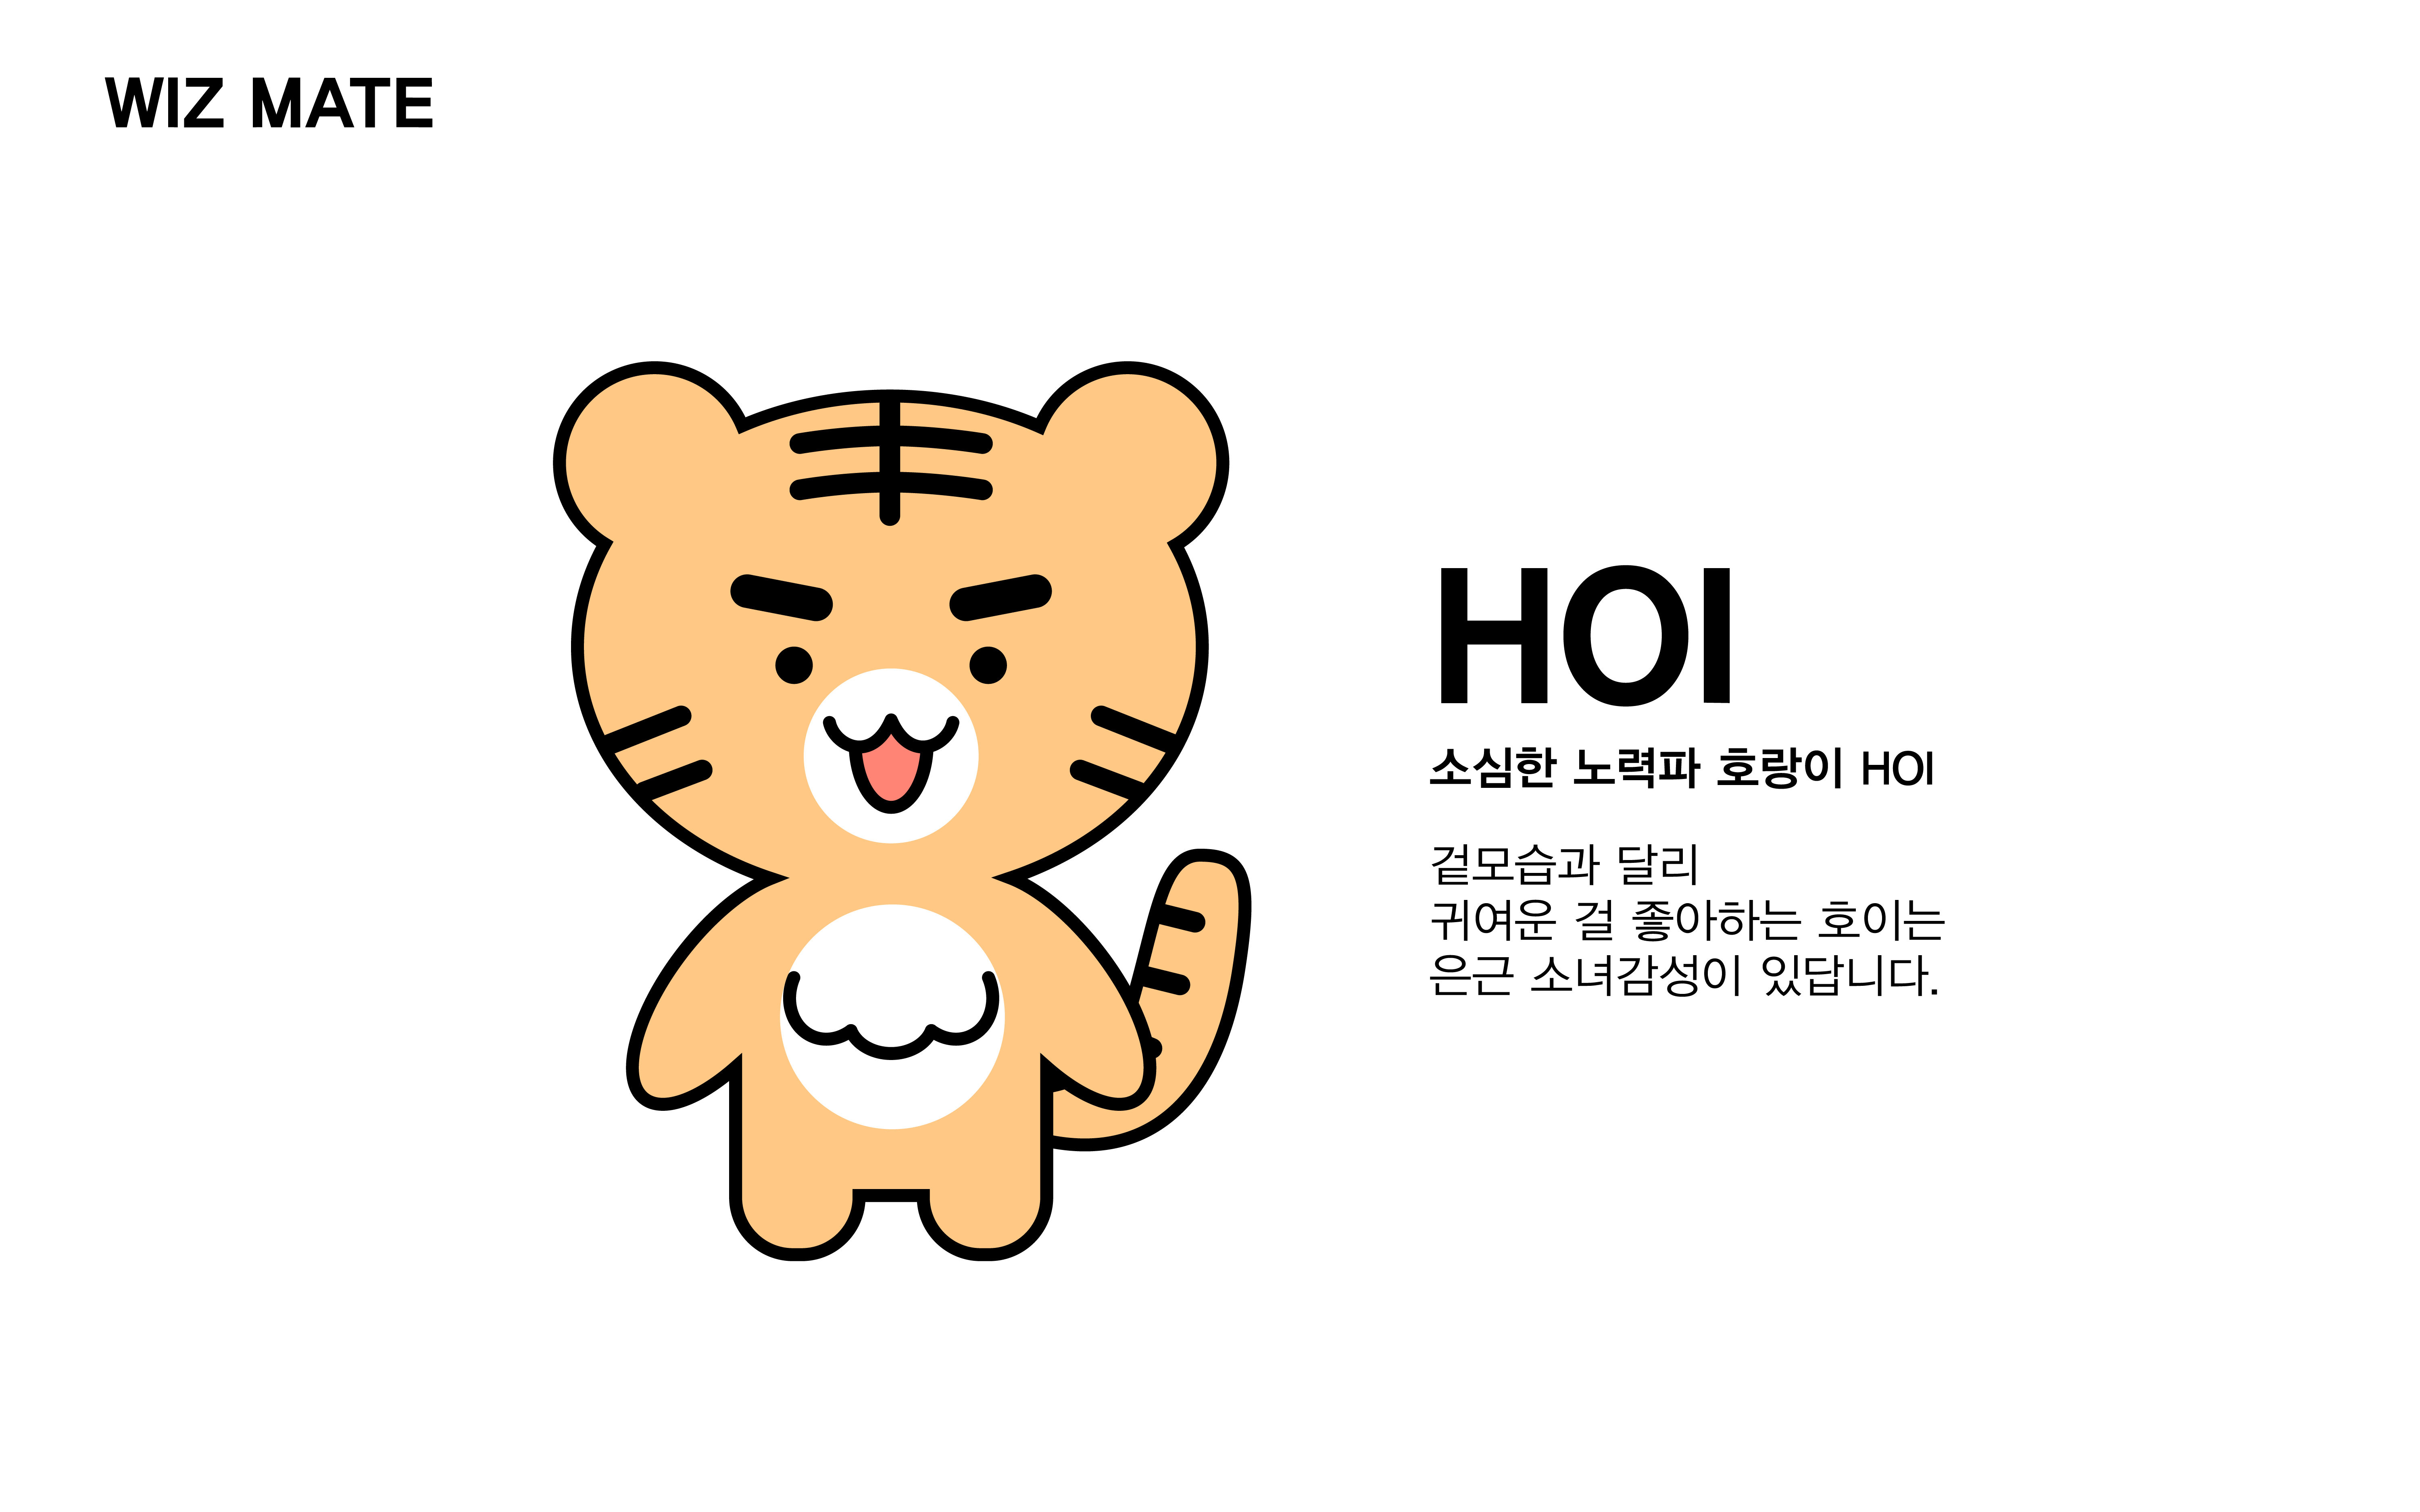 WIZ MATE
HOI
소심한 노력파 호랑이 HOI
겉모습과 달리
귀여운 걸 좋아하는 호이는
은근 소녀감성이 있답니다.